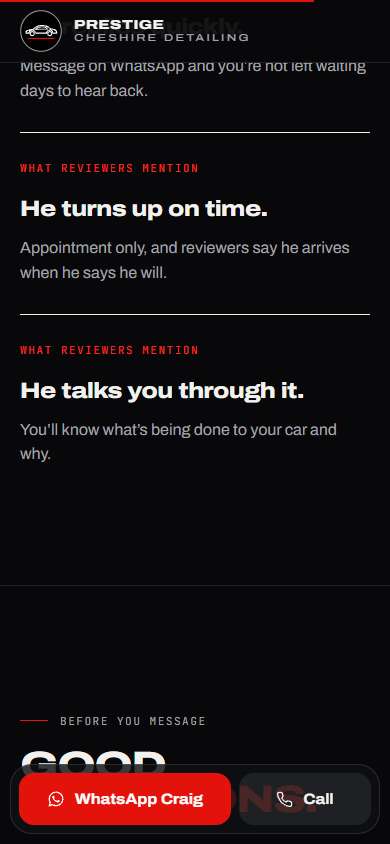 PRESTIGE
CHESHIRE DETAILING
Message on WhatsApp and you're not left waiting
days to hear back.
WHAT REVIEWERS MENTION
He turns up on time.
Appointment only, and reviewers say he arrives
when he says he will.
WHAT REVIEWERS MENTION
He talks you through it.
You'll know what's being done to your car and
why.
BEFORE YOU MESSAGE
GOOD
WhatsApp Craig
Call